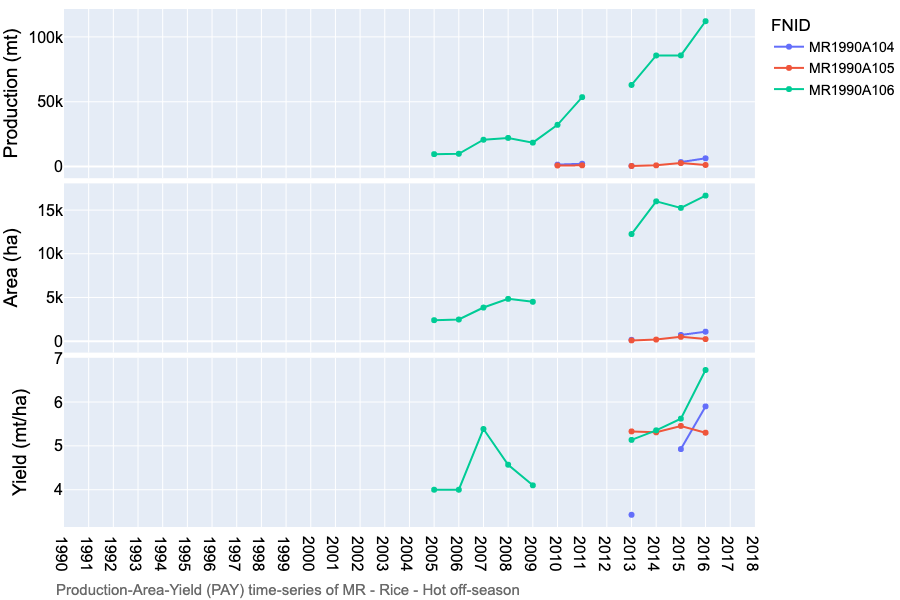 FNID
MR1990A104
MR1990A105
MR1990A106
Production (mt)
100k
50k
0
Area (ha)
15k
10k
5k
0
Yield (mt/ha)
7
6
5
4
1990 1991 1992 1993 1994 1995 1996 1997 1998 1999 2000 2001 2002 2003 2004 2005 2006 2007 2008 2009 2010 2011 2012 2013 2014 2015 2016 2017 2018
Production-Area-Yield (PAY) time-series of MR - Rice - Hot off-season